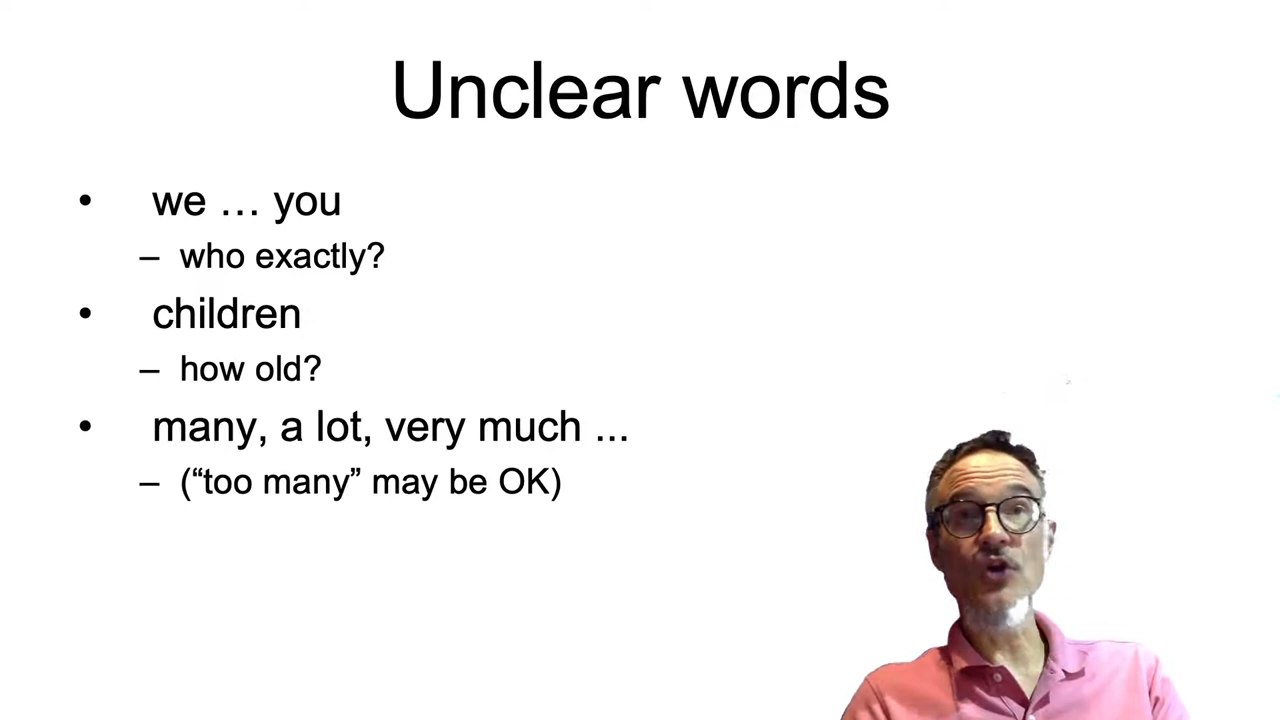 Unclear words
• we … you
– who exactly?
• children
– how old?
• many, a lot, very much ...
– (“too many” may be OK)